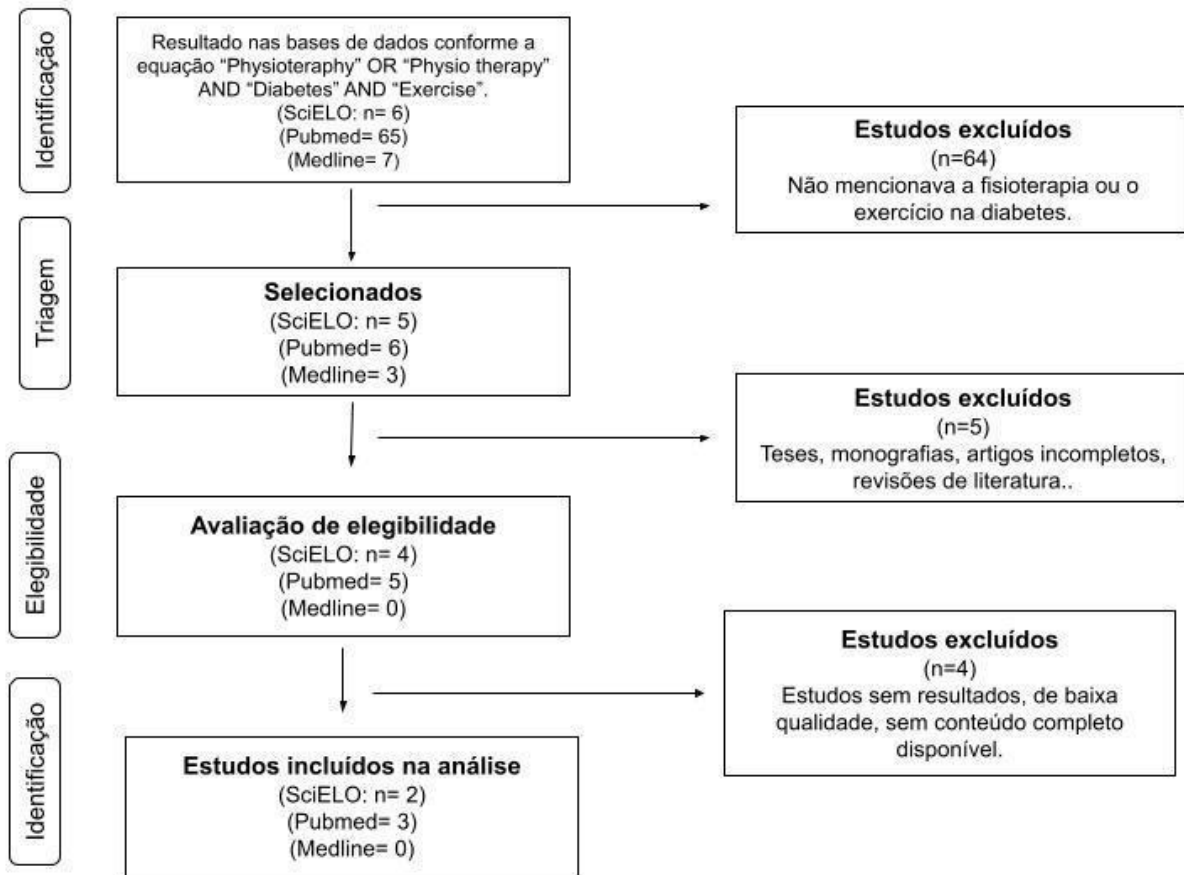 Identificação
Resultado nas bases de dados conforme a
equação “Physioteraphy” OR “Physio therapy”
AND “Diabetes” AND “Exercise”.
(SciELO: n= 6)
(Pubmed= 65)
(Medline= 7)
Estudos excluídos
(n=64)
Não mencionava a fisioterapia ou o
exercício na diabetes.
Triagem
Selecionados
(SciELO: n= 5)
(Pubmed= 6)
(Medline= 3)
Estudos excluídos
(n=5)
Teses, monografias, artigos incompletos,
revisões de literatura..
Elegibilidade
Avaliação de elegibilidade
(SciELO: n= 4)
(Pubmed= 5)
(Medline= 0)
Estudos excluídos
(n=4)
Estudos sem resultados, de baixa
qualidade, sem conteúdo completo
disponível.
Identificação
Estudos incluídos na análise
(SciELO: n= 2)
(Pubmed= 3)
(Medline= 0)